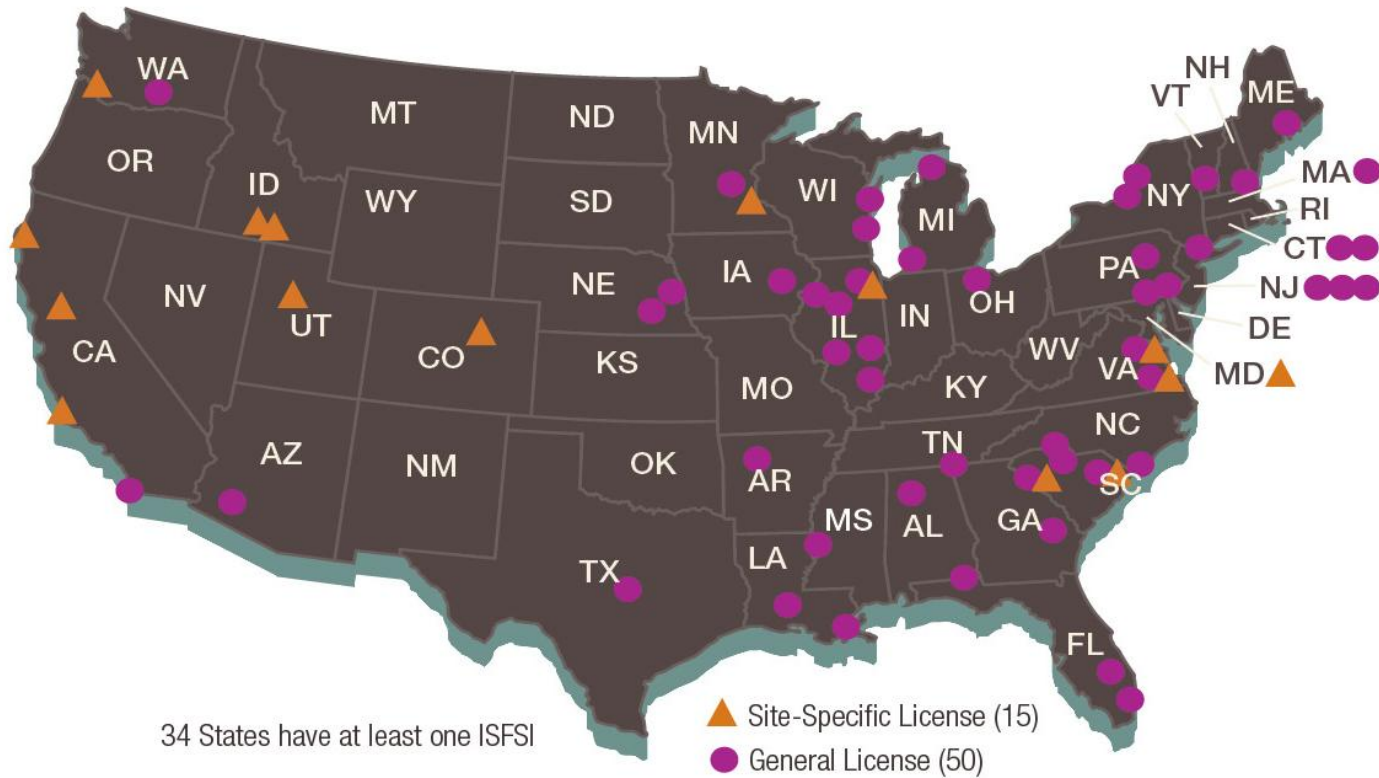 WA
MT
ND
MN
NH
VT
ME
OR
ID
WY
SD
WI
MI
NY
MA
RI
CT
NV
UT
NE
IA
PA
NJ
CA
CO
KS
IL
IN
OH
DE
MO
WV
VA
MD
KY
AZ
NM
OK
AR
TN
NC
SC
TX
LA
MS
AL
GA
FL
34 States have at least one ISFSI
Site-Specific License (15)
General License (50)